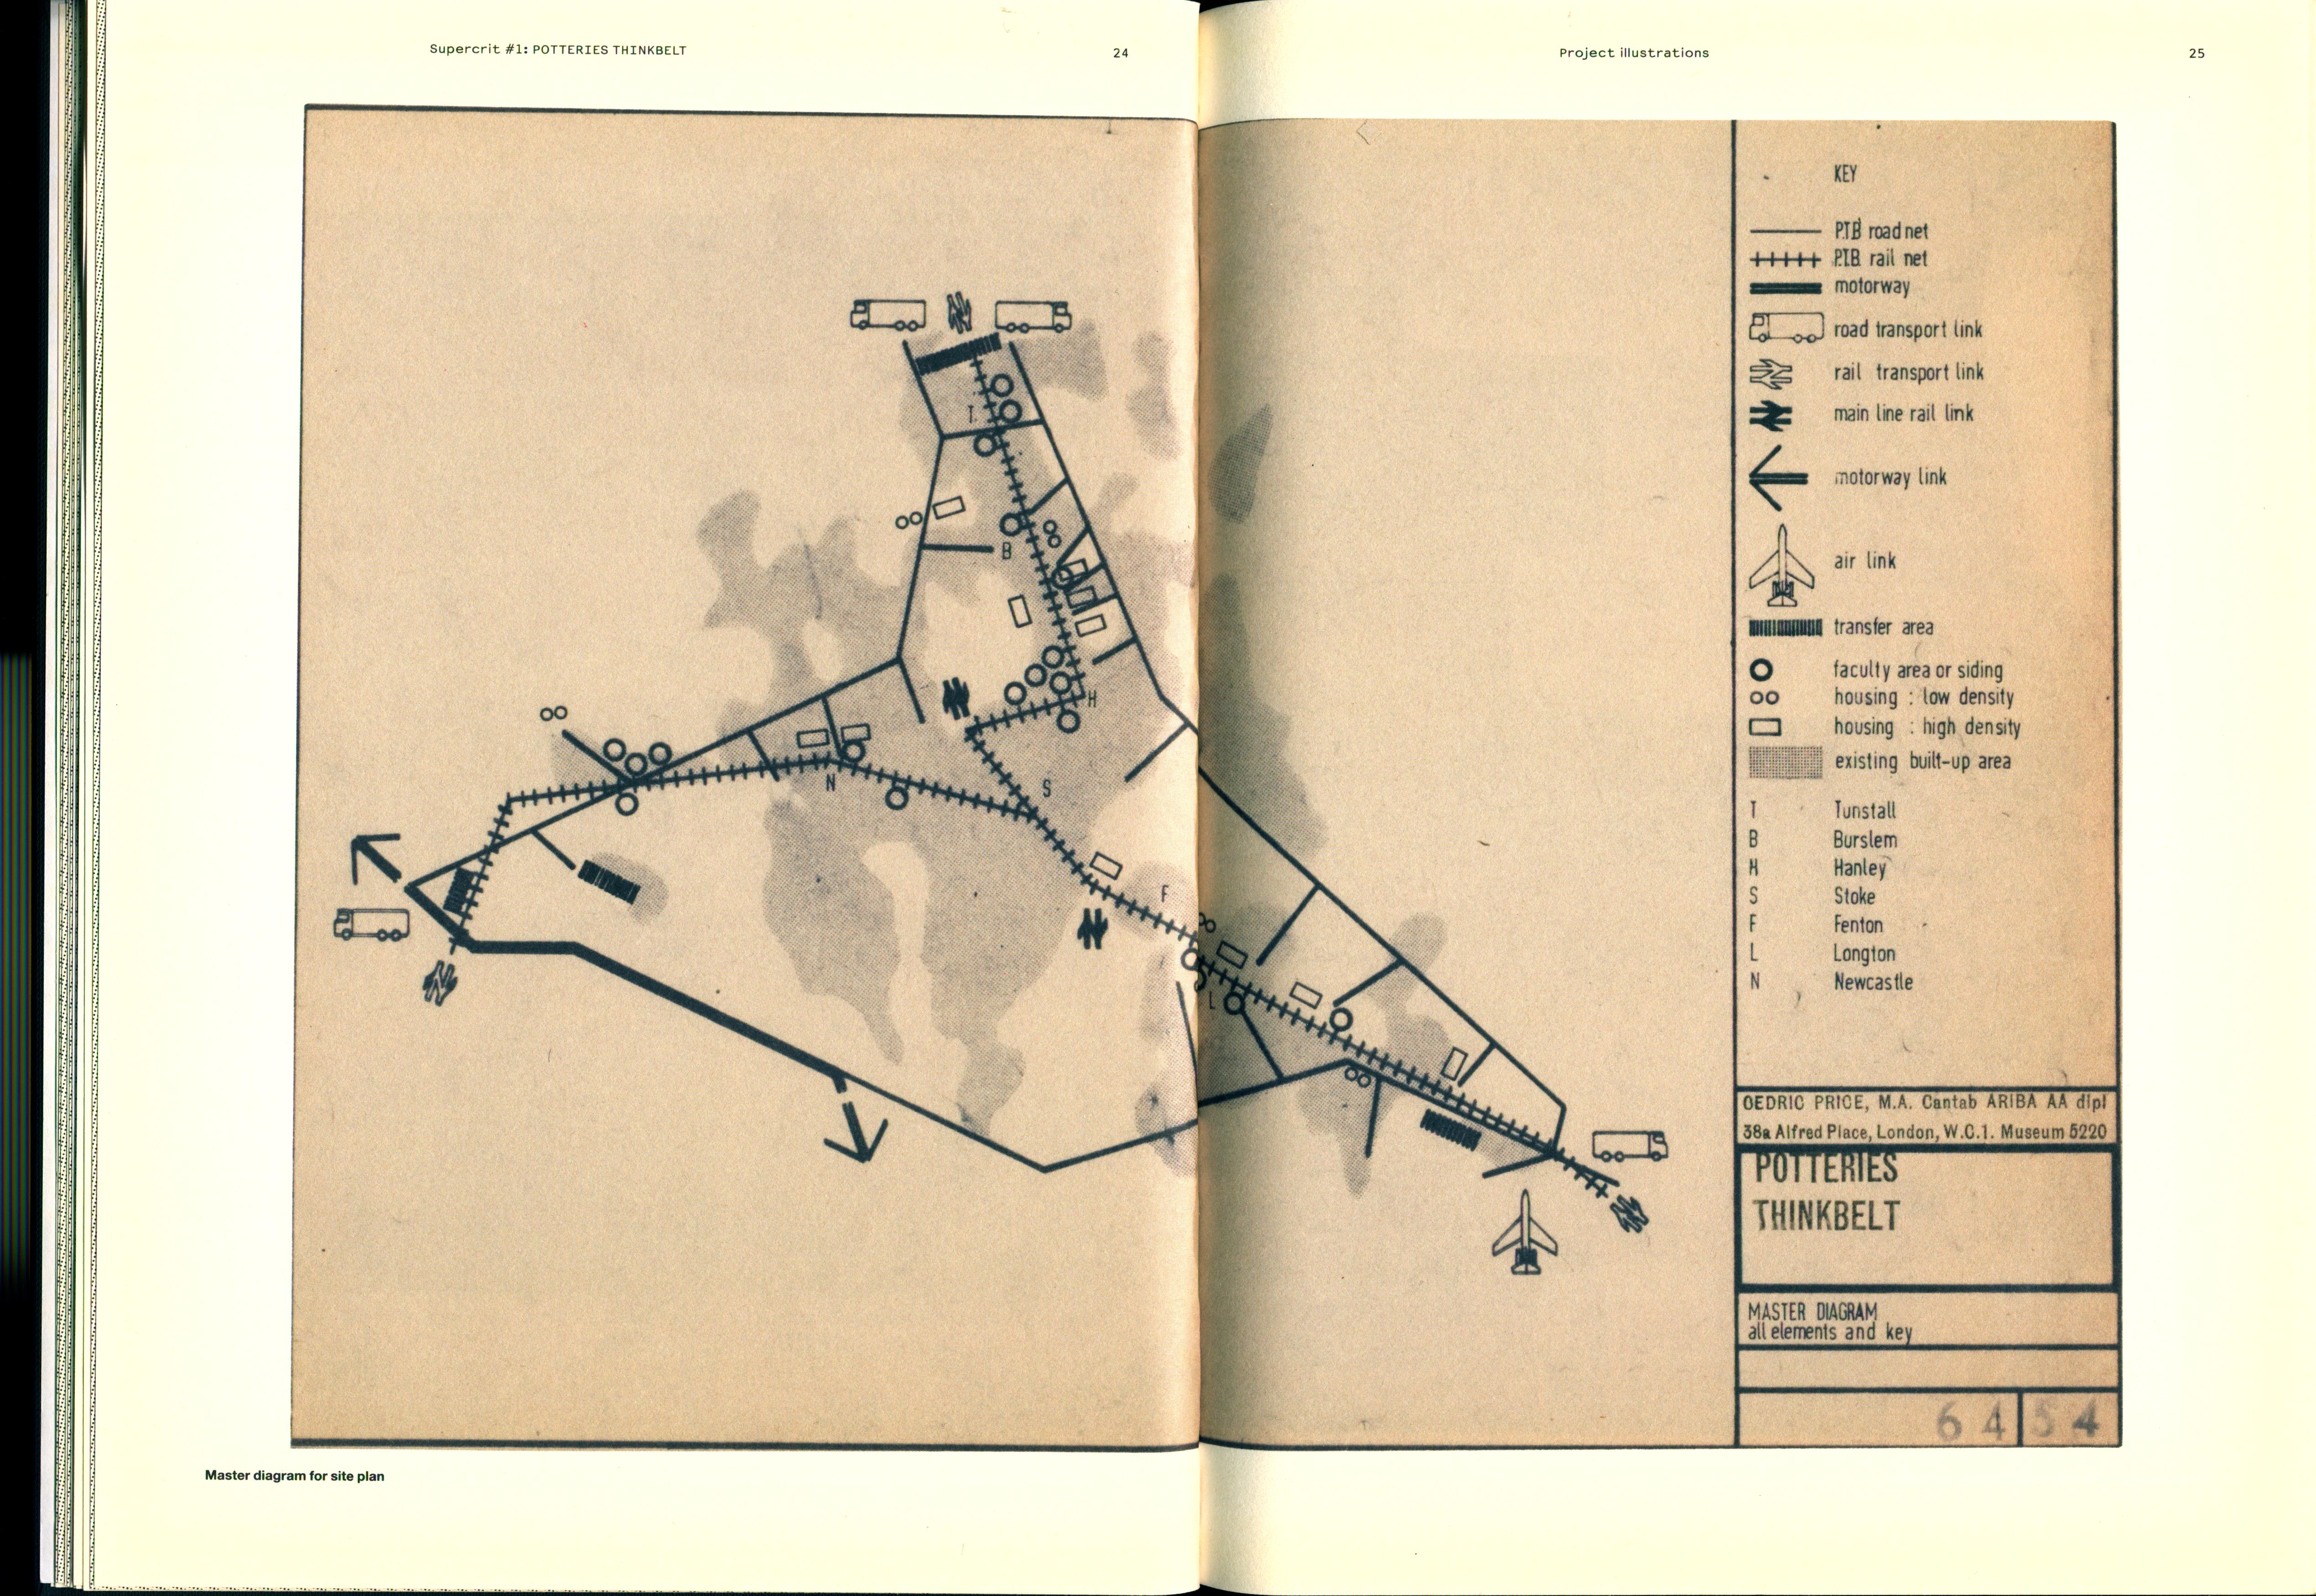 Supercrit #1: POTTERIES THINKBELT
24
Project illustrations
25
T
B
H
N
S
F
L
KEY
P.T.B road net
P.T.B. rail net
motorway
road transport link
rail transport link
main line rail link
motorway link
air link
transfer area
faculty area or siding
housing : low density
housing : high density
existing built-up area
T Tunstall
B Burslem
H Hanley
S Stoke
F Fenton
L Longton
N Newcastle
CEDRIC PRICE, M.A. Cantab ARIBA AA dipl
38a Alfred Place, London, W.C.1. Museum 5220
POTTERIES
THINKBELT
MASTER DIAGRAM
all elements and key
64 54
Master diagram for site plan